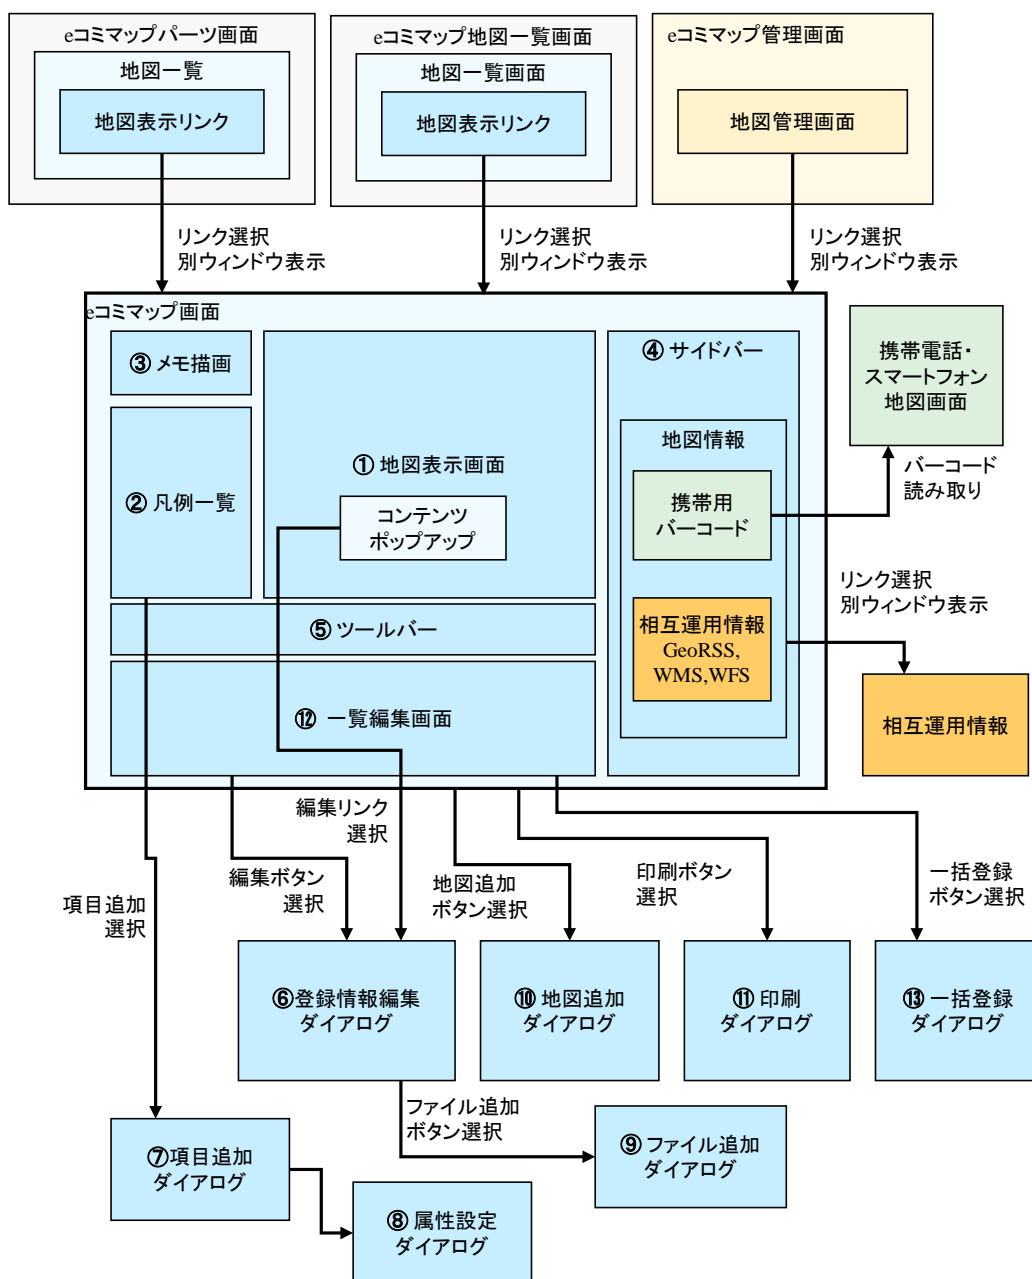 eコミマップパーツ画面
地図一覧
地図表示リンク
eコミマップ地図一覧画面
地図一覧画面
地図表示リンク
eコミマップ管理画面
地図管理画面
リンク選択
別ウィンドウ表示
リンク選択
別ウィンドウ表示
リンク選択
別ウィンドウ表示
eコミマップ画面
③メモ描画
②凡例一覧
①地図表示画面
コンテンツ
ポップアップ
④サイドバー
地図情報
携帯用
バーコード
相互運用情報
GeoRSS,
WMS,WFS
⑤ツールバー
⑫ 一覧編集画面
携帯電話・
スマートフォン
地図画面
バーコード
読み取り
リンク選択
別ウィンドウ表示
相互運用情報
項目追加
選択
編集ボタン
選択
編集リンク
選択
地図追加
ボタン選択
印刷ボタン
選択
一括登録
ボタン選択
⑥登録情報編集
ダイアログ
⑩地図追加
ダイアログ
⑪印刷
ダイアログ
⑬一括登録
ダイアログ
ファイル追加
ボタン選択
⑦項目追加
ダイアログ
⑨ファイル追加
ダイアログ
⑧属性設定
ダイアログ